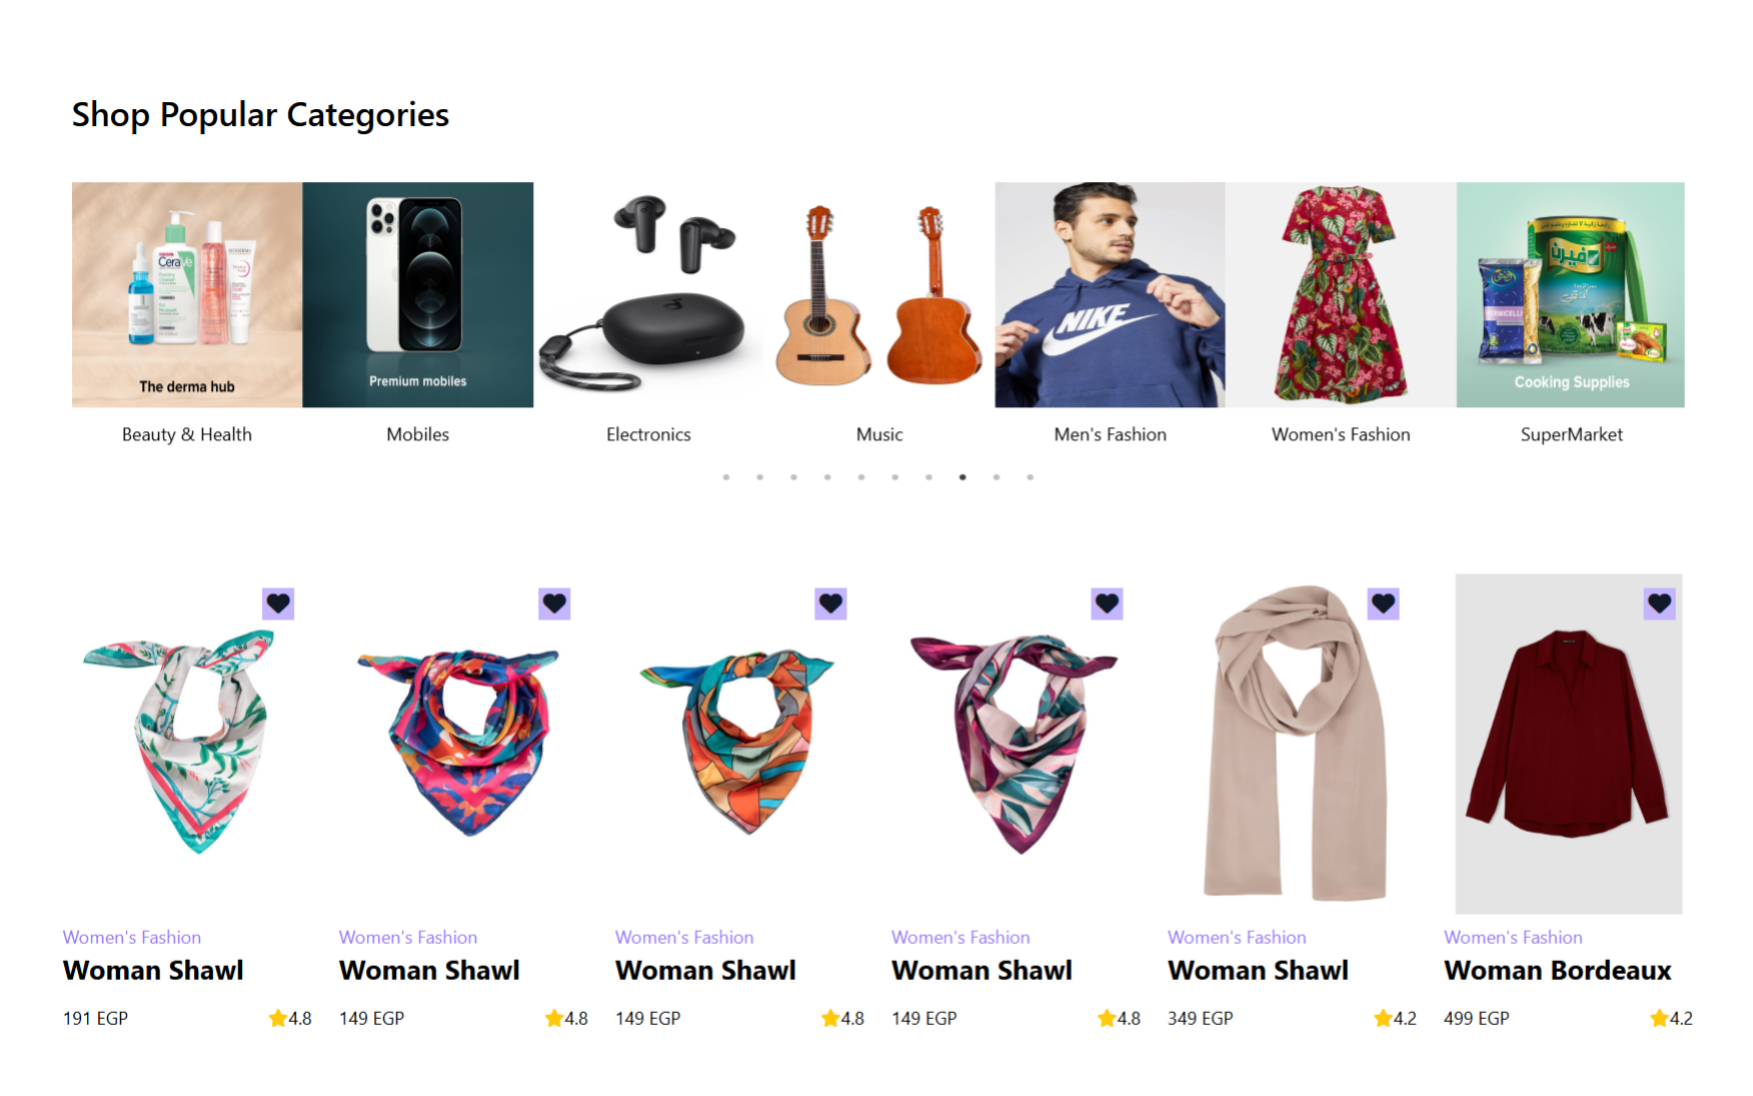 Shop Popular Categories
CeraVe
The derma hub
Premium mobiles
NIKE
Cooking Supplies
Beauty & Health
Mobiles
Electronics
Music
Men's Fashion
Women's Fashion
SuperMarket
Women's Fashion
Woman Shawl
191 EGP
4.8
Women's Fashion
Woman Shawl
149 EGP
4.8
Women's Fashion
Woman Shawl
149 EGP
4.8
Women's Fashion
Woman Shawl
149 EGP
4.8
Women's Fashion
Woman Shawl
349 EGP
4.2
Women's Fashion
Woman Bordeaux
499 EGP
4.2